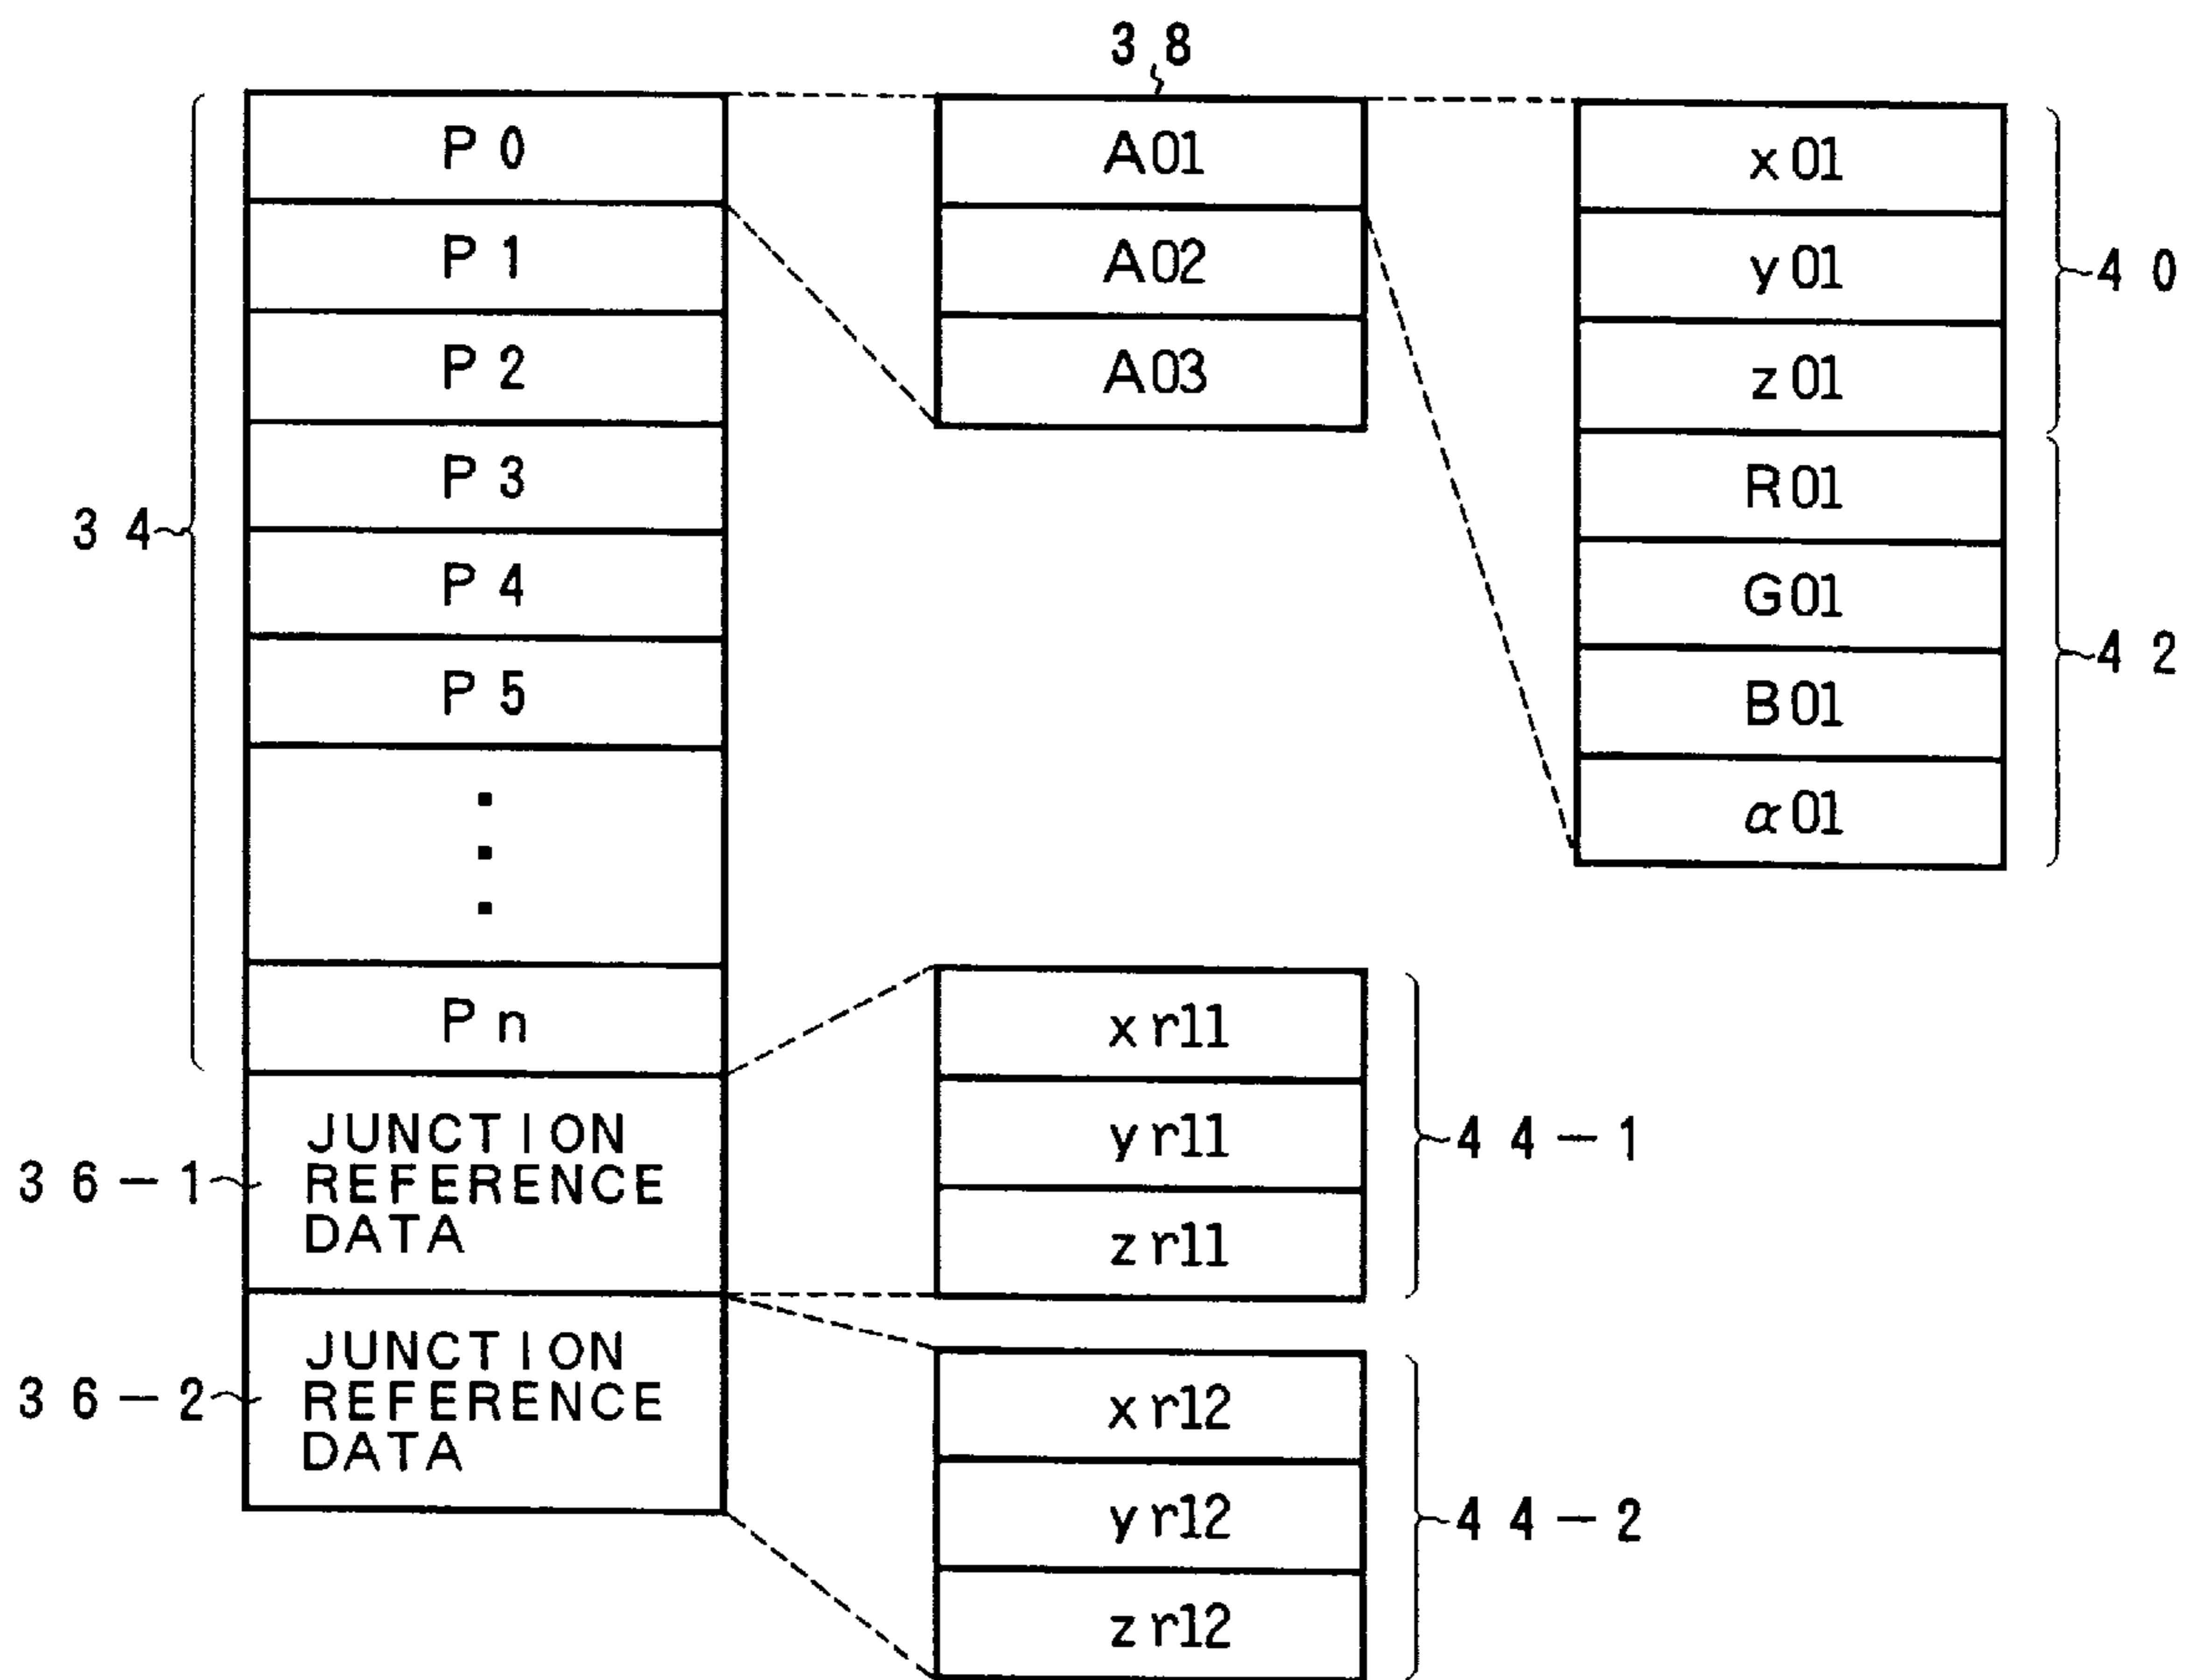 38
P0
P1
P2
P3
P4
P5
Pn
34
JUNCTION
REFERENCE
DATA
36-1
JUNCTION
REFERENCE
DATA
36-2
A01
A02
A03
x01
y01
z01
R01
G01
B01
α01
40
42
xr11
yr11
zr11
44-1
xr12
yr12
zr12
44-2